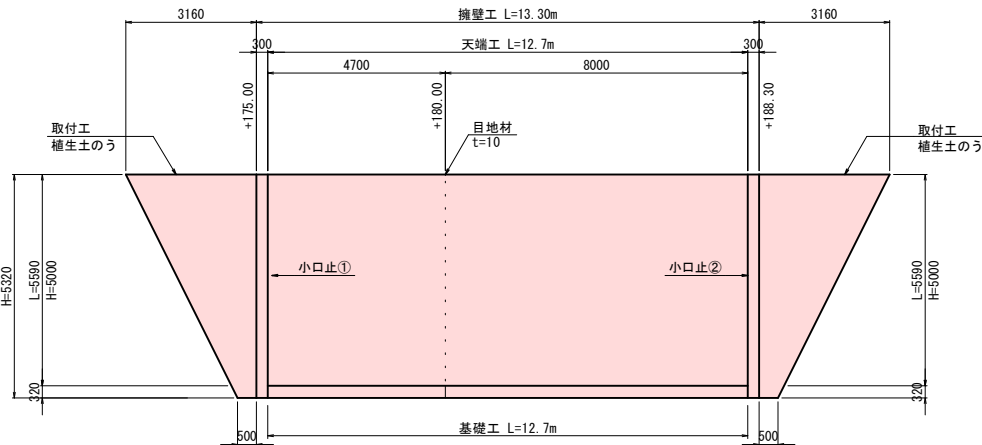 3160
擁壁工 L=13.30m
3160
300
天端工 L=12.7m
300
4700
8000
+175.00
+180.00
+188.30
取付工
植生土のう
目地材
t=10
取付工
植生土のう
小口止①
小口止②
H=5320
L=5590
H=5000
320
L=5590
H=5000
320
500
基礎工 L=12.7m
500